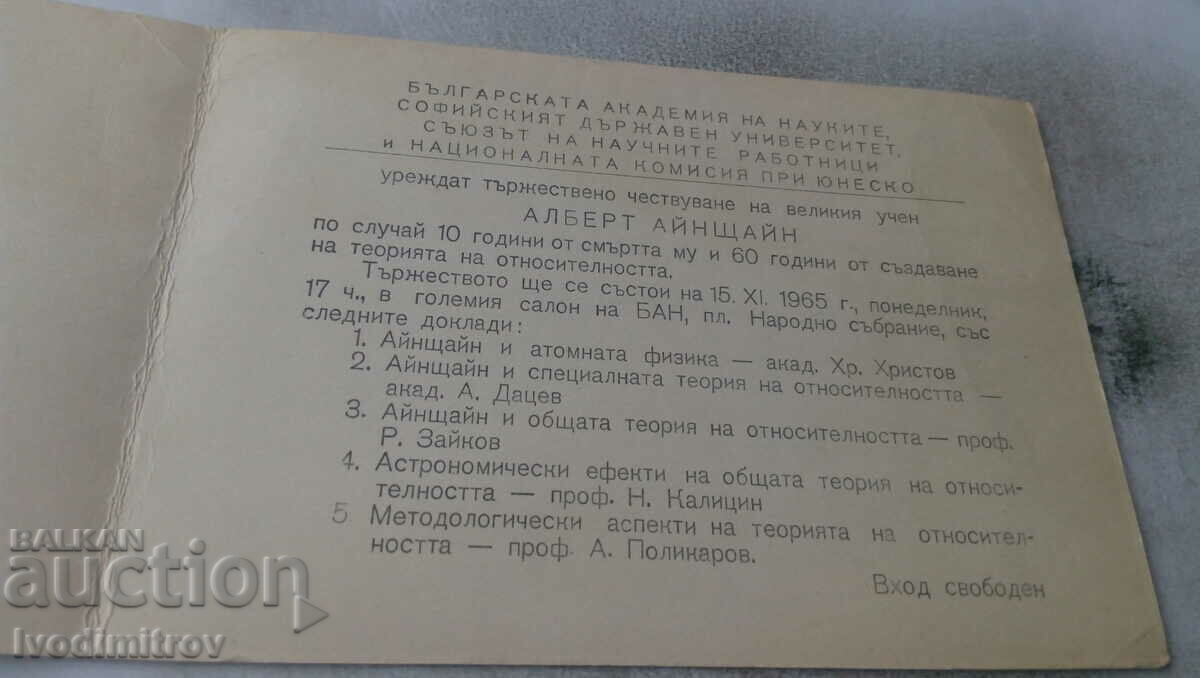 БЪЛГАРСКАТА АКАДЕМИЯ НА НАУКИТЕ,
СОФИЙСКИЯТ ДЪРЖАВЕН УНИВЕРСИТЕТ,
СЪЮЗЪТ НА НАУЧНИТЕ РАБОТНИЦИ
и НАЦИОНАЛНАТА КОМИСИЯ ПРИ ЮНЕСКО
уреждат тържествено честване на великия учен
АЛБЕРТ АЙНЩАЙН
по случай 10 години от смъртта му и 60 години от създаване
на теорията на относителността.
Тържеството ще се състои на 15. XI. 1965 г., понеделник,
17 ч., в големия салон на БАН, пл. Народно събрание, със
следните доклади:
1. Айнщайн и атомната физика — акад. Хр. Христов
2. Айнщайн и специалната теория на относителността —
акад. А. Дацев
3. Айнщайн и общата теория на относителността — проф.
Р. Зайков
4. Астрономически ефекти на общата теория на относи-
телността — проф. Н. Калицин
5 Методологически аспекти на теорията на относител-
ността — проф. А. Поликаров.
Вход свободен
BALKAN
auction
Ivodimitrov